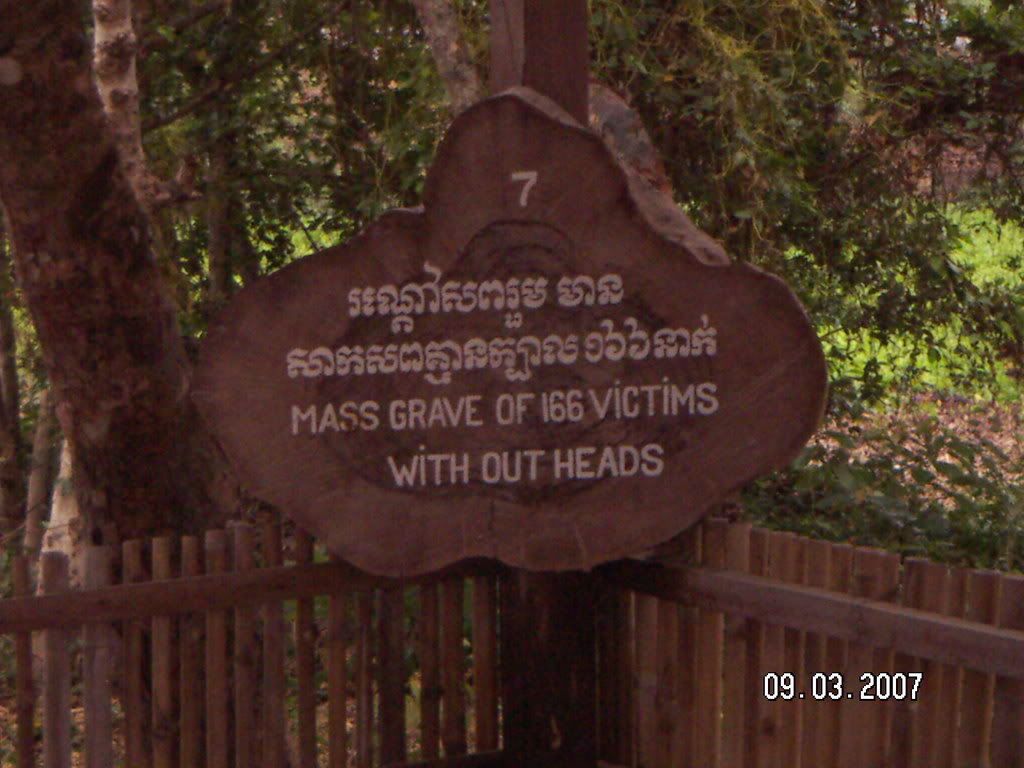 7
រណ្ដៅសពរួម មាន
សាកសពគ្មានក្បាល ១៦៦ នាក់
MASS GRAVE OF 166 VICTIMS
WITH OUT HEADS
09.03.2007